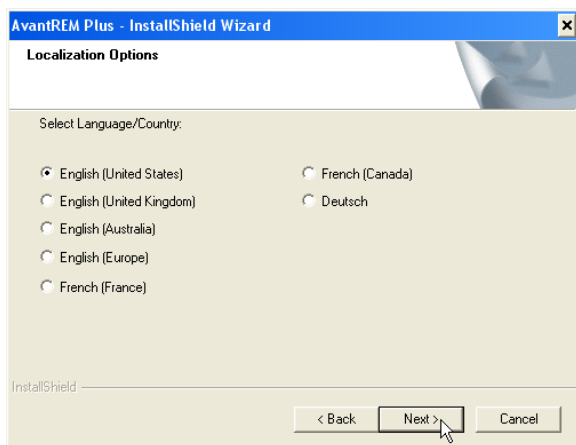 AvantREM Plus - InstallShield Wizard
Localization Options
Select Language/Country:
English (United States)
English (United Kingdom)
English (Australia)
English (Europe)
French (France)
French (Canada)
Deutsch
InstallShield
< Back
Next >
Cancel